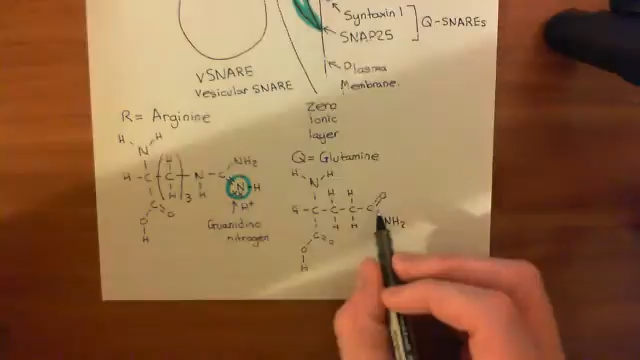 Syntaxin 1
SNAP25
Q-SNAREs
Plasma
Membrane.
vSNARE
Vesicular SNARE
Zero
ionic
layer
R = Arginine
H H
N
H - C - ( C ) 3 - N - C - NH2
H
H
H
N - H
H+
C O
O
H
Guanidino
nitrogen
Q = Glutamine
H H
N
H H
C - C - C - C
O
NH2
H H
C O
O
H